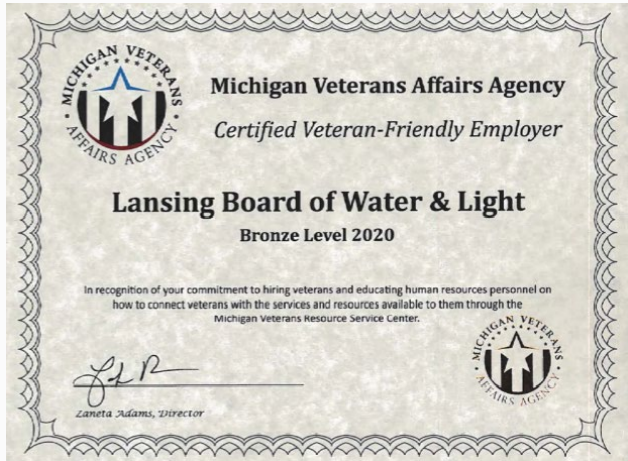 MICHIGAN VETERANS
AFFAIRS AGENCY
Michigan Veterans Affairs Agency
Certified Veteran-Friendly Employer
Lansing Board of Water & Light
Bronze Level 2020
In recognition of your commitment to hiring veterans and educating human resources personnel on
how to connect veterans with the services and resources available to them through the
Michigan Veterans Resource Service Center.
MICHIGAN VETERANS
AFFAIRS AGENCY
Zaneta Adams, Director